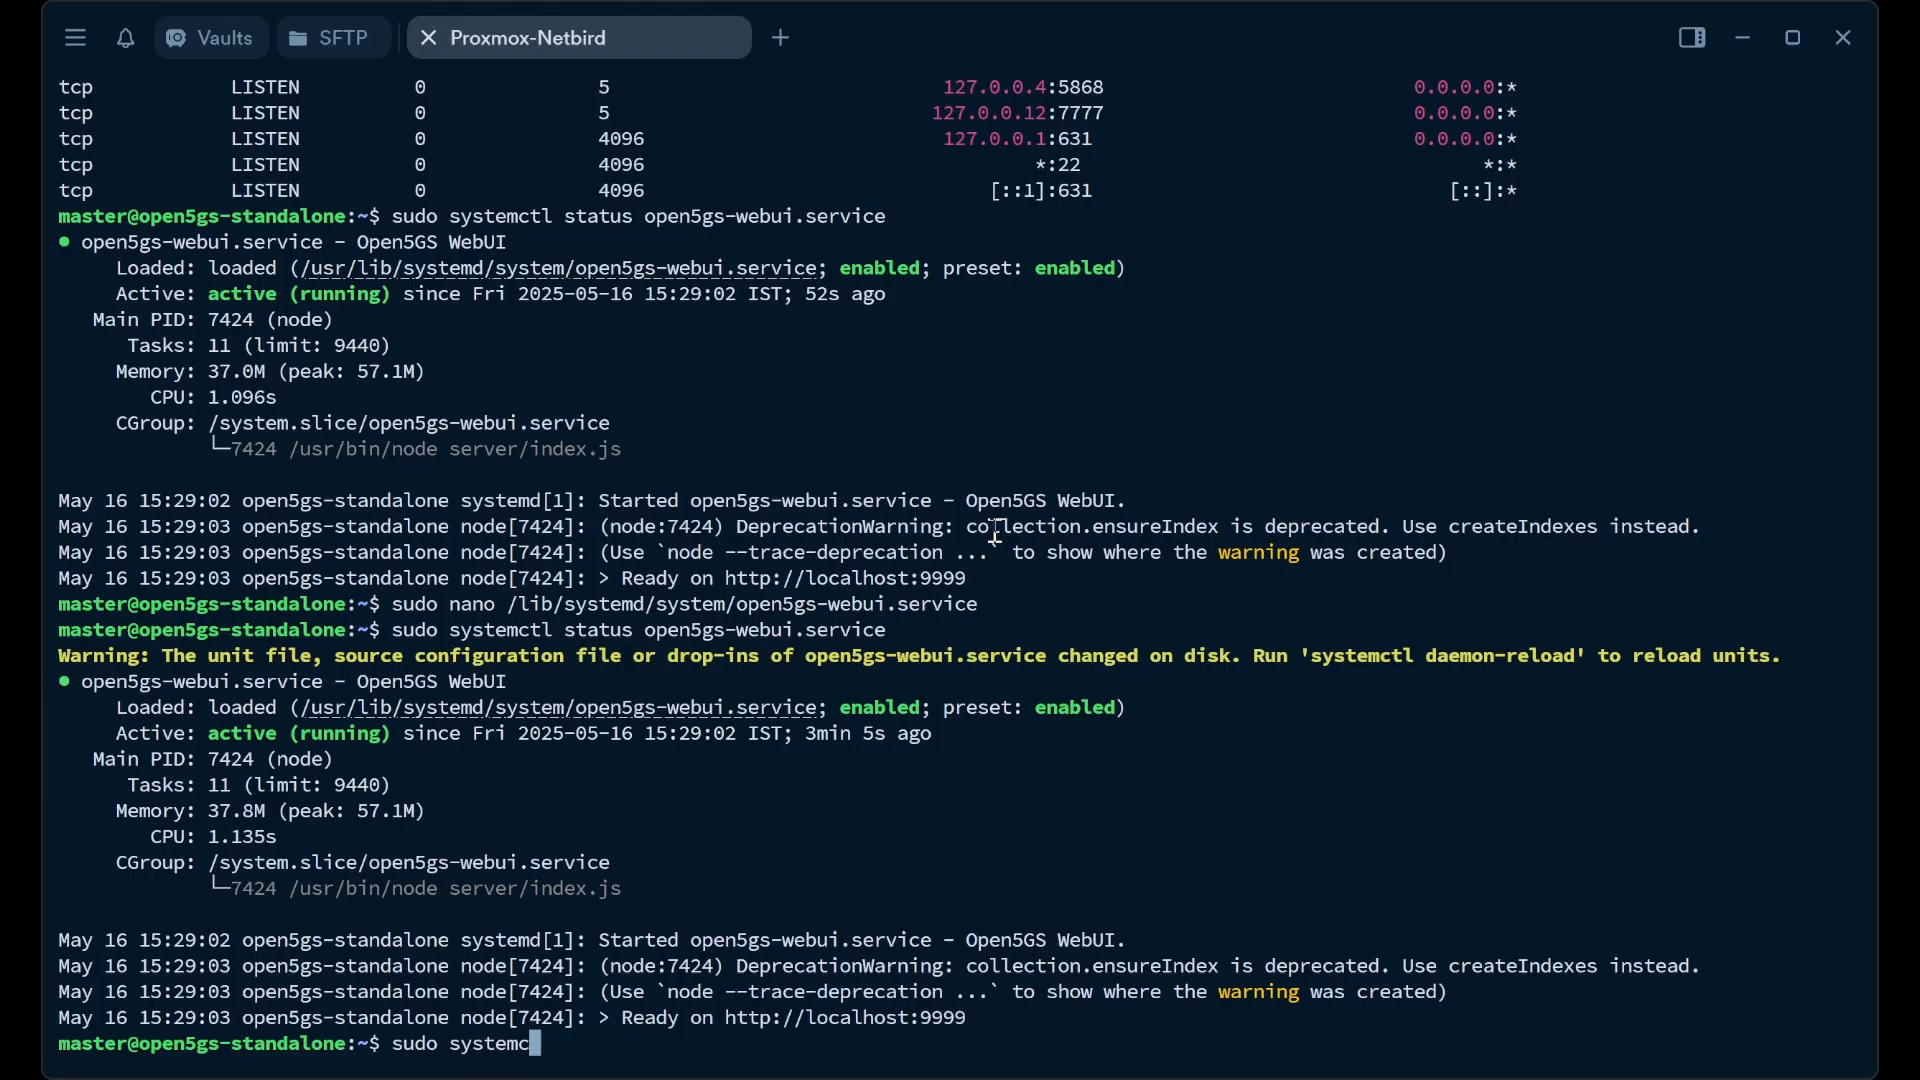 Vaults SFTP Proxmox-Netbird
tcp LISTEN 0 5 127.0.0.4:5868 0.0.0.0:*
tcp LISTEN 0 5 127.0.0.12:7777 0.0.0.0:*
tcp LISTEN 0 4096 127.0.0.1:631 0.0.0.0:*
tcp LISTEN 0 4096 *:22 *:*
tcp LISTEN 0 4096 [::1]:631 [::]:*
master@open5gs-standalone:~$ sudo systemctl status open5gs-webui.service
● open5gs-webui.service - Open5GS WebUI
Loaded: loaded (/usr/lib/systemd/system/open5gs-webui.service; enabled; preset: enabled)
Active: active (running) since Fri 2025-05-16 15:29:02 IST; 52s ago
Main PID: 7424 (node)
Tasks: 11 (limit: 9440)
Memory: 37.0M (peak: 57.1M)
CPU: 1.096s
CGroup: /system.slice/open5gs-webui.service
└─7424 /usr/bin/node server/index.js
May 16 15:29:02 open5gs-standalone systemd[1]: Started open5gs-webui.service - Open5GS WebUI.
May 16 15:29:03 open5gs-standalone node[7424]: (node:7424) DeprecationWarning: collection.ensureIndex is deprecated. Use createIndexes instead.
May 16 15:29:03 open5gs-standalone node[7424]: (Use `node --trace-deprecation ...` to show where the warning was created)
May 16 15:29:03 open5gs-standalone node[7424]: > Ready on http://localhost:9999
master@open5gs-standalone:~$ sudo nano /lib/systemd/system/open5gs-webui.service
master@open5gs-standalone:~$ sudo systemctl status open5gs-webui.service
Warning: The unit file, source configuration file or drop-ins of open5gs-webui.service changed on disk. Run 'systemctl daemon-reload' to reload units.
● open5gs-webui.service - Open5GS WebUI
Loaded: loaded (/usr/lib/systemd/system/open5gs-webui.service; enabled; preset: enabled)
Active: active (running) since Fri 2025-05-16 15:29:02 IST; 3min 5s ago
Main PID: 7424 (node)
Tasks: 11 (limit: 9440)
Memory: 37.8M (peak: 57.1M)
CPU: 1.135s
CGroup: /system.slice/open5gs-webui.service
└─7424 /usr/bin/node server/index.js
May 16 15:29:02 open5gs-standalone systemd[1]: Started open5gs-webui.service - Open5GS WebUI.
May 16 15:29:03 open5gs-standalone node[7424]: (node:7424) DeprecationWarning: collection.ensureIndex is deprecated. Use createIndexes instead.
May 16 15:29:03 open5gs-standalone node[7424]: (Use `node --trace-deprecation ...` to show where the warning was created)
May 16 15:29:03 open5gs-standalone node[7424]: > Ready on http://localhost:9999
master@open5gs-standalone:~$ sudo systemc